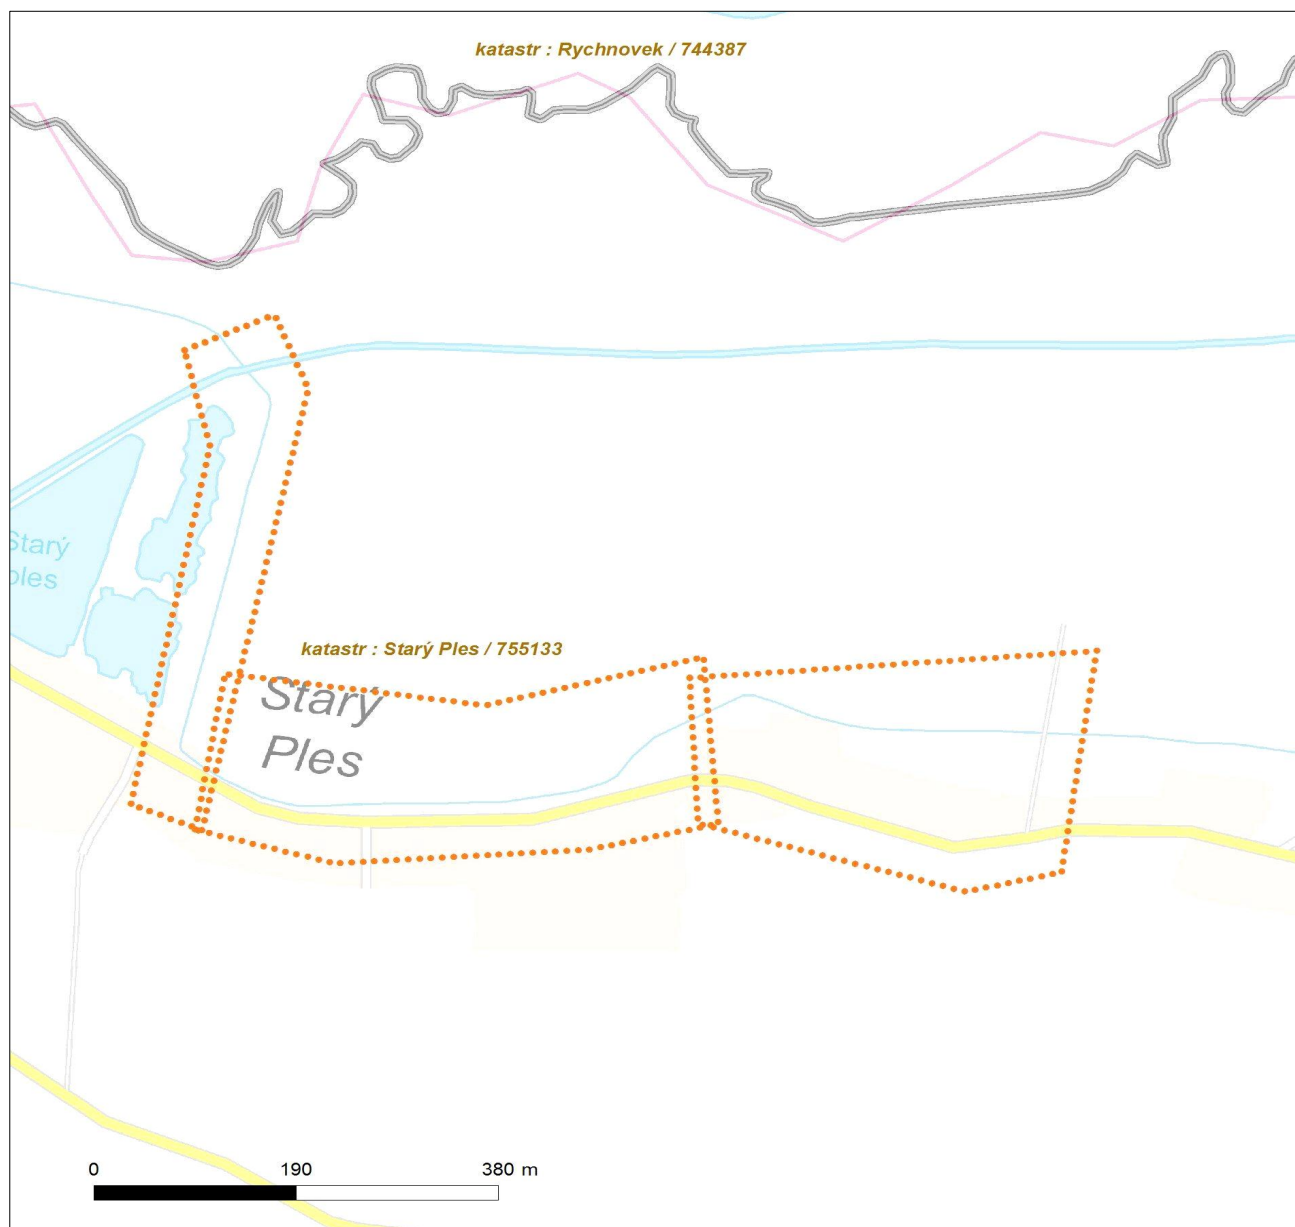 katastr : Rychnovek / 744387
Starý
ples
katastr : Starý Ples / 755133
Starý
Ples
0 190 380 m